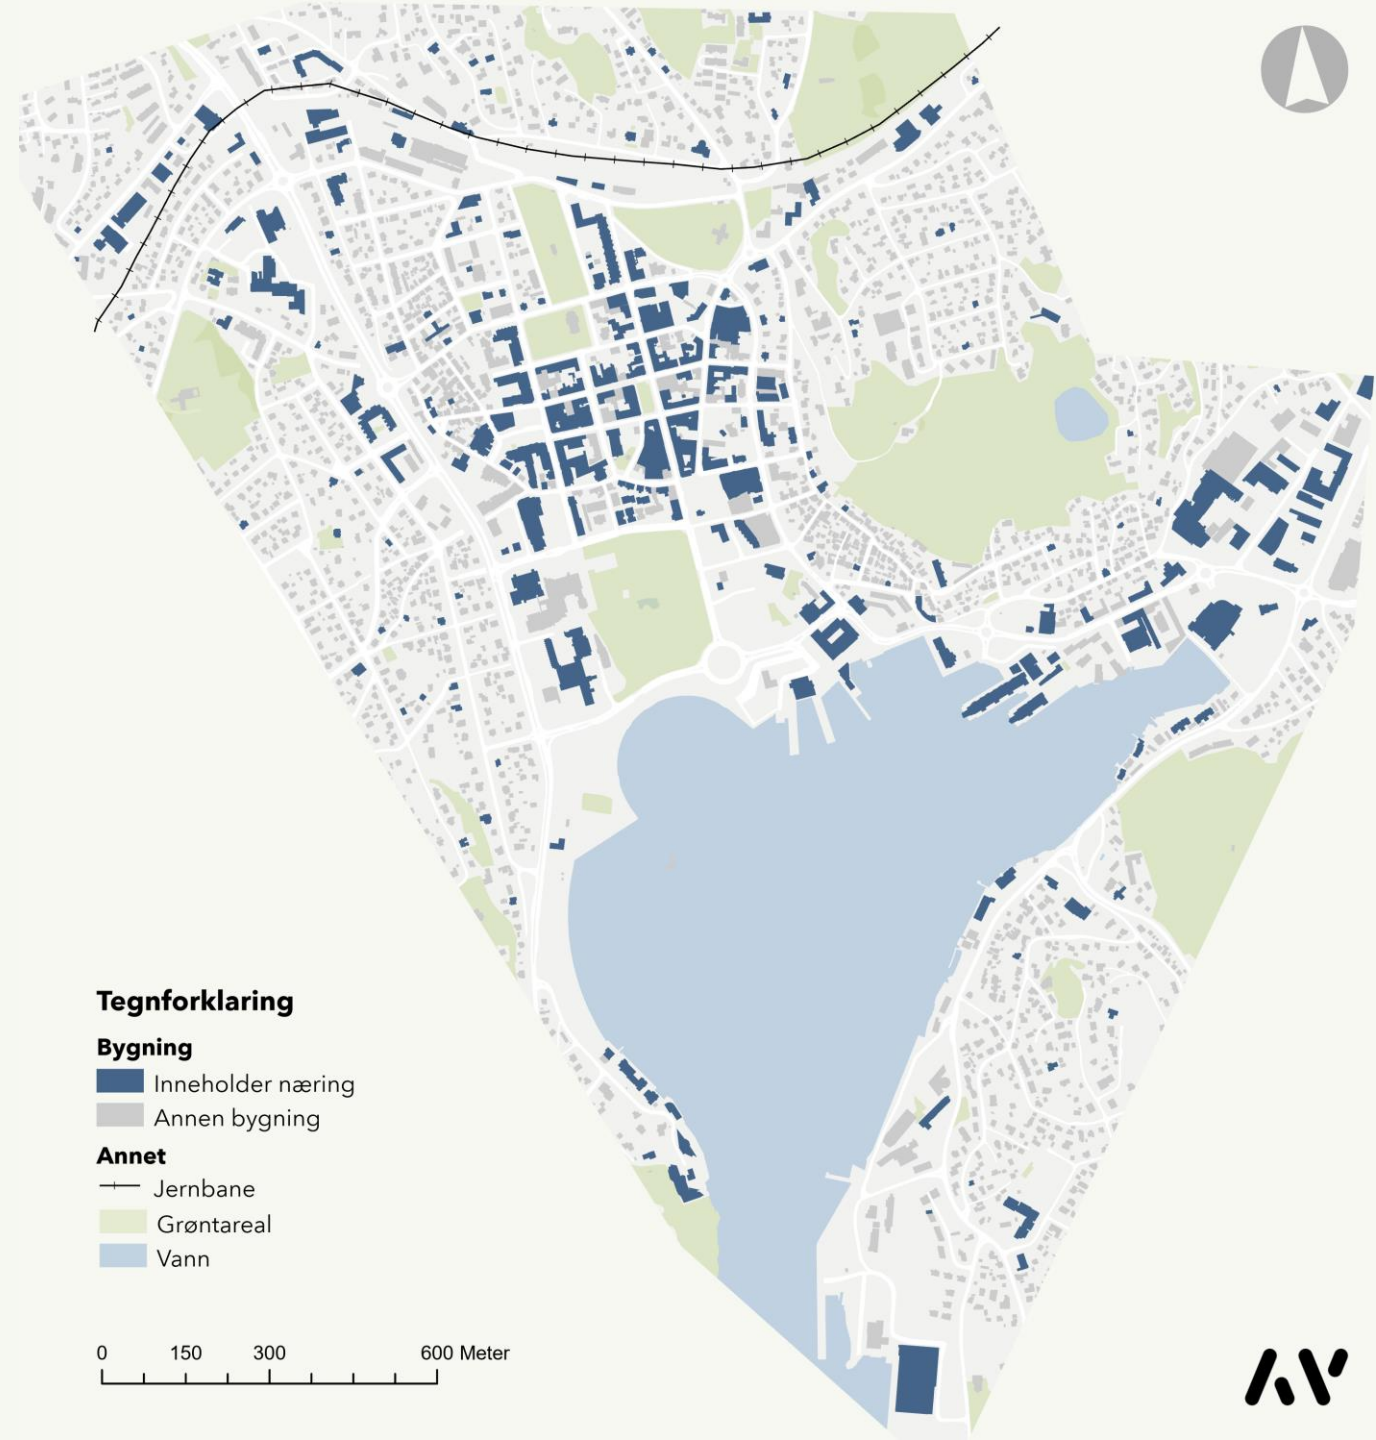 Tegnforklaring
Bygning
Inneholder næring
Annen bygning
Annet
Jernbane
Grøntareal
Vann
0 150 300 600 Meter